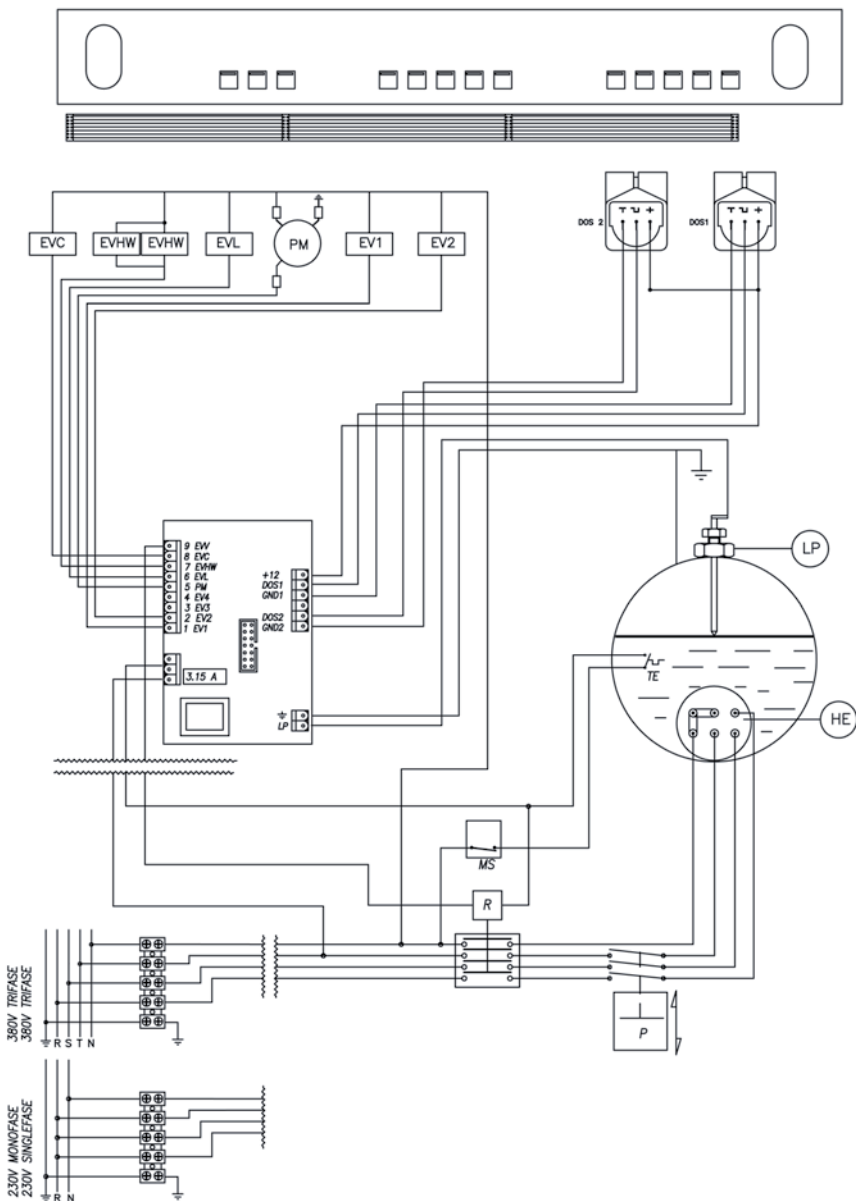 DOS 2
DOS1
EVC
EVHW
EVHW
EVL
PM
EV1
EV2
9 EVV
8 EVC
7 EVHW
6 EVL
5 PM
4 EV4
3 EV3
2 EV2
1 EV1
+12
DOS1
GND1
DOS2
GND2
3.15 A
LP
LP
TE
HE
MS
R
P
380V TRIFASE
380V TRIFASE
R S T N
230V MONOFASE
230V SINGLEFASE
R N